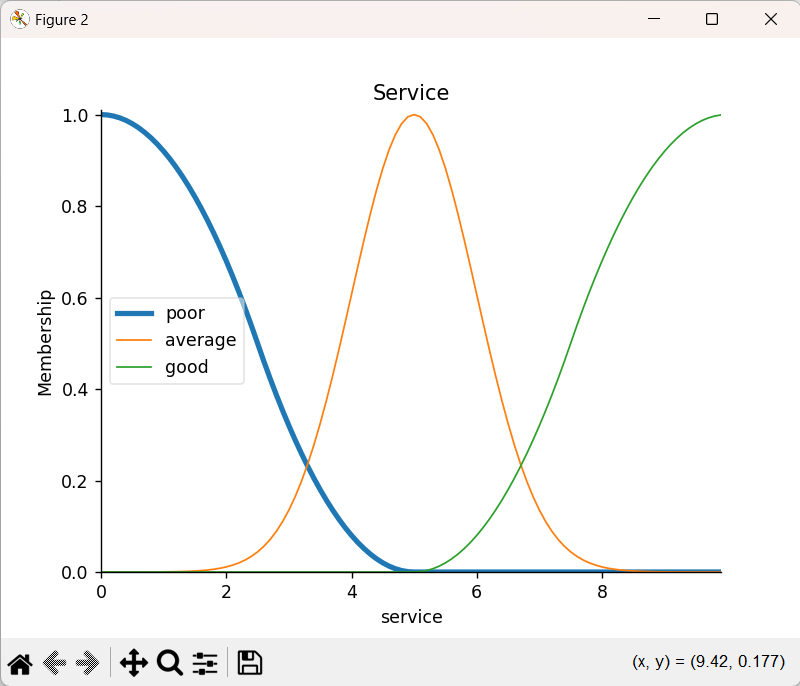 Figure 2
Service
1.0
0.8
0.6
0.4
0.2
0.0
Membership
poor
average
good
0 2 4 6 8
service
(x, y) = (9.42, 0.177)